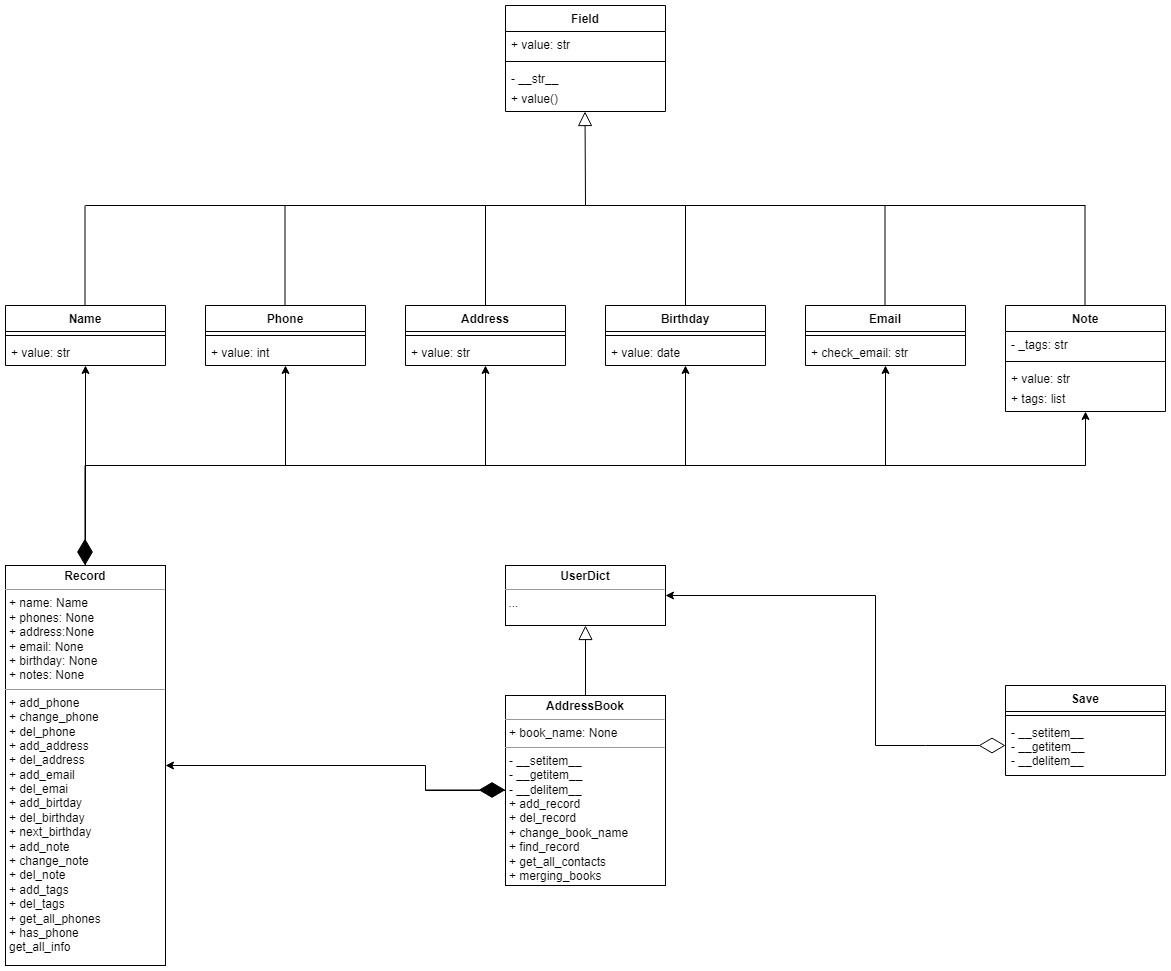 Field
+ value: str
- __str__
+ value()
Name
+ value: str
Phone
+ value: int
Address
+ value: str
Birthday
+ value: date
Email
+ check_email: str
Note
- _tags: str
+ value: str
+ tags: list
Record
+ name: Name
+ phones: None
+ address:None
+ email: None
+ birthday: None
+ notes: None
+ add_phone
+ change_phone
+ del_phone
+ add_address
+ del_address
+ add_email
+ del_emai
+ add_birtday
+ del_birthday
+ next_birthday
+ add_note
+ change_note
+ del_note
+ add_tags
+ del_tags
+ get_all_phones
+ has_phone
get_all_info
UserDict
...
AddressBook
+ book_name: None
- __setitem__
- __getitem__
- __delitem__
+ add_record
+ del_record
+ change_book_name
+ find_record
+ get_all_contacts
+ merging_books
Save
- __setitem__
- __getitem__
- __delitem__